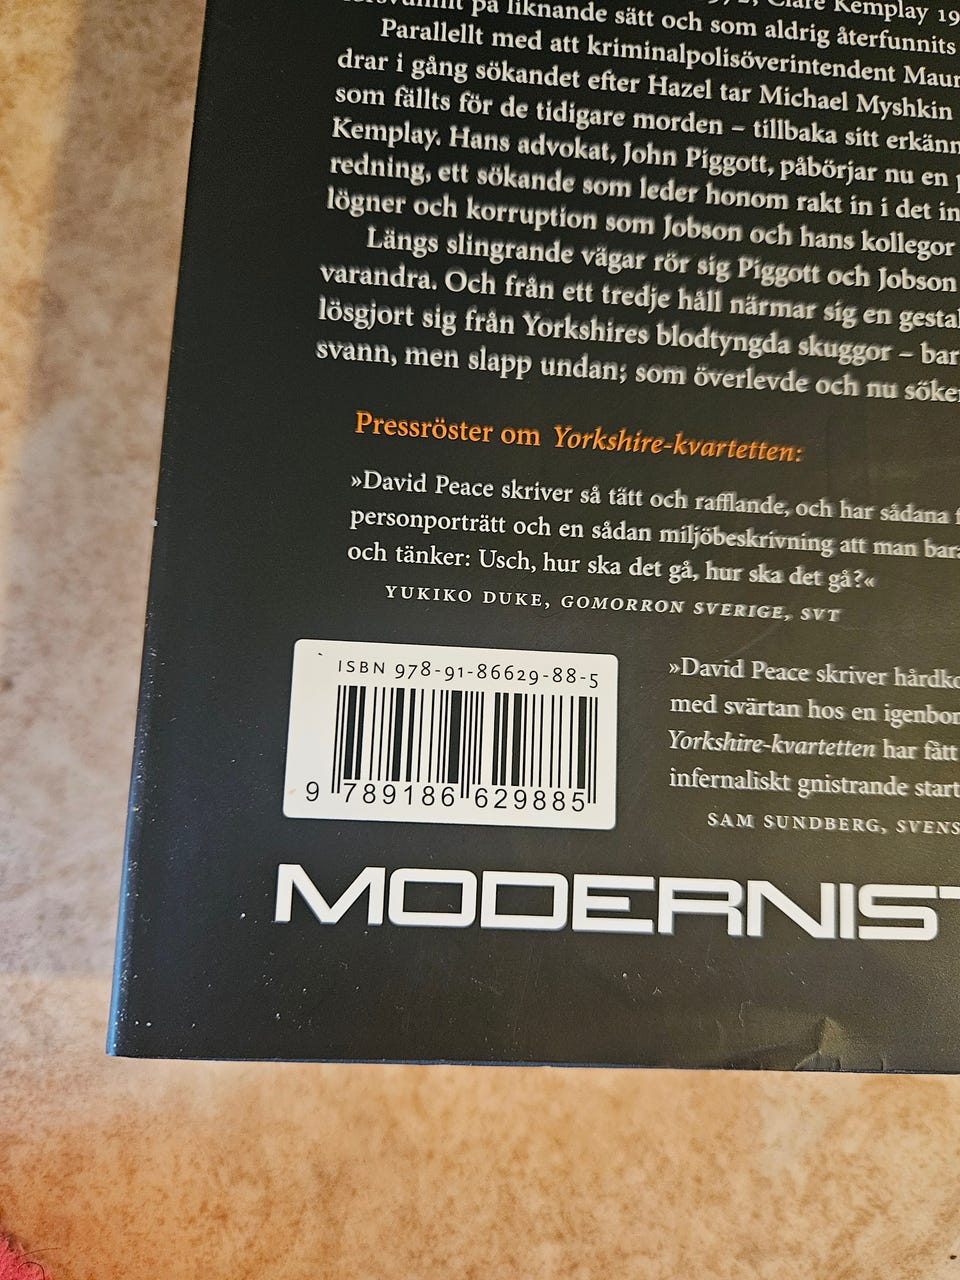 på liknande sätt och som aldrig återfunnits
Parallellt med att kriminalpolisöverintendent Maur
drar i gång sökandet efter Hazel tar Michael Myshkin
som fällts för de tidigare morden – tillbaka sitt erkänn
Kemplay. Hans advokat, John Piggott, påbörjar nu en p
redning, ett sökande som leder honom rakt in i det in
lögner och korruption som Jobson och hans kollegor
Längs slingrande vägar rör sig Piggott och Jobson
varandra. Och från ett tredje håll närmar sig en gestal
lösgjort sig från Yorkshires blodtyngda skuggor – bar
svann, men slapp undan; som överlevde och nu söker
Pressröster om Yorkshire-kvartetten:
»David Peace skriver så tätt och rafflande, och har sådana
personporträtt och en sådan miljöbeskrivning att man bara
och tänker: Usch, hur ska det gå, hur ska det gå?«
YUKIKO DUKE, GOMORRON SVERIGE, SVT
ISBN 978-91-86629-88-5
9 789186 629885
»David Peace skriver hårdko
med svärtan hos en igenbom
Yorkshire-kvartetten har fått
infernaliskt gnistrande start
SAM SUNDBERG, SVENS
MODERNIST